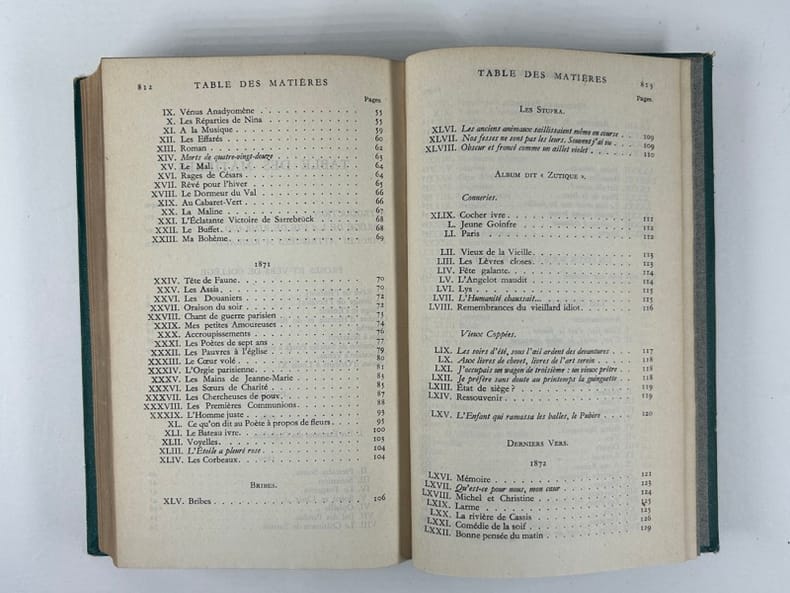 812 TABLE DES MATIÈRES
Pages.
IX. Vénus Anadyomène 55
X. Les Réparties de Nina 55
XI. A la Musique 59
XII. Les Effarés 60
XIII. Roman 62
XIV. Morts de quatre-vingt-douze 63
XV. Le Mal 64
XVI. Rages de Césars 64
XVII. Rêvé pour l'hiver 65
XVIII. Le Dormeur du Val 66
XIX. Au Cabaret-Vert 66
XX. La Maline 67
XXI. L'Éclatante Victoire de Sarrebrück 68
XXII. Le Buffet 68
XXIII. Ma Bohème 69
1871
XXIV. Tête de Faune 70
XXV. Les Assis 70
XXVI. Les Douaniers 72
XXVII. Oraison du soir 72
XXVIII. Chant de guerre parisien 73
XXIX. Mes petites Amoureuses 74
XXX. Accroupissements 76
XXXI. Les Poètes de sept ans 77
XXXII. Les Pauvres à l'église 79
XXXIII. Le Cœur volé 80
XXXIV. L'Orgie parisienne 81
XXXV. Les Mains de Jeanne-Marie 83
XXXVI. Les Sœurs de Charité 85
XXXVII. Les Chercheuses de poux 87
XXXVIII. Les Premières Communions 88
XXXIX. L'Homme juste 93
XL. Ce qu'on dit au Poète à propos de fleurs 95
XLI. Le Bateau ivre 100
XLII. Voyelles 103
XLIII. L'Étoile a pleuré rose 104
XLIV. Les Corbeaux 104
BRIBES.
XLV. Bribes 106
TABLE DES MATIÈRES 813
Pages.
LES STUPRA.
XLVI. Les anciens animaux saillissaient même en course 109
XLVII. Nos fesses ne sont pas les leurs. Souvent j'ai vu 109
XLVIII. Obscur et froncé comme un œillet violet 110
ALBUM DIT « ZUTIQUE ».
Conneries.
XLIX. Cocher ivre 111
L. Jeune Goinfre 112
LI. Paris 112
LII. Vieux de la Vieille 113
LIII. Les Lèvres closes 113
LIV. Fête galante 114
LV. L'Angelot maudit 114
LVI. Lys 115
LVII. L'Humanité chaussait... 115
LVIII. Remembrances du vieillard idiot 116
Vieux Coppées.
LIX. Les soirs d'été, sous l'œil ardent des devantures 117
LX. Aux livres de chevet, livres de l'art serein 118
LXI. J'occupais un wagon de troisième : un vieux prêtre 118
LXII. Je préfère sans doute au printemps la guinguette 118
LXIII. État de siège ? 119
LXIV. Ressouvenir 119
LXV. L'Enfant qui ramassa les balles, le Pubère 120
DERNIERS VERS.
1872
LXVI. Mémoire 121
LXVII. Qu'est-ce pour nous, mon cœur 123
LXVIII. Michel et Christine 124
LXIX. Larme 125
LXX. La rivière de Cassis 125
LXXI. Comédie de la soif 126
LXXII. Bonne pensée du matin 129